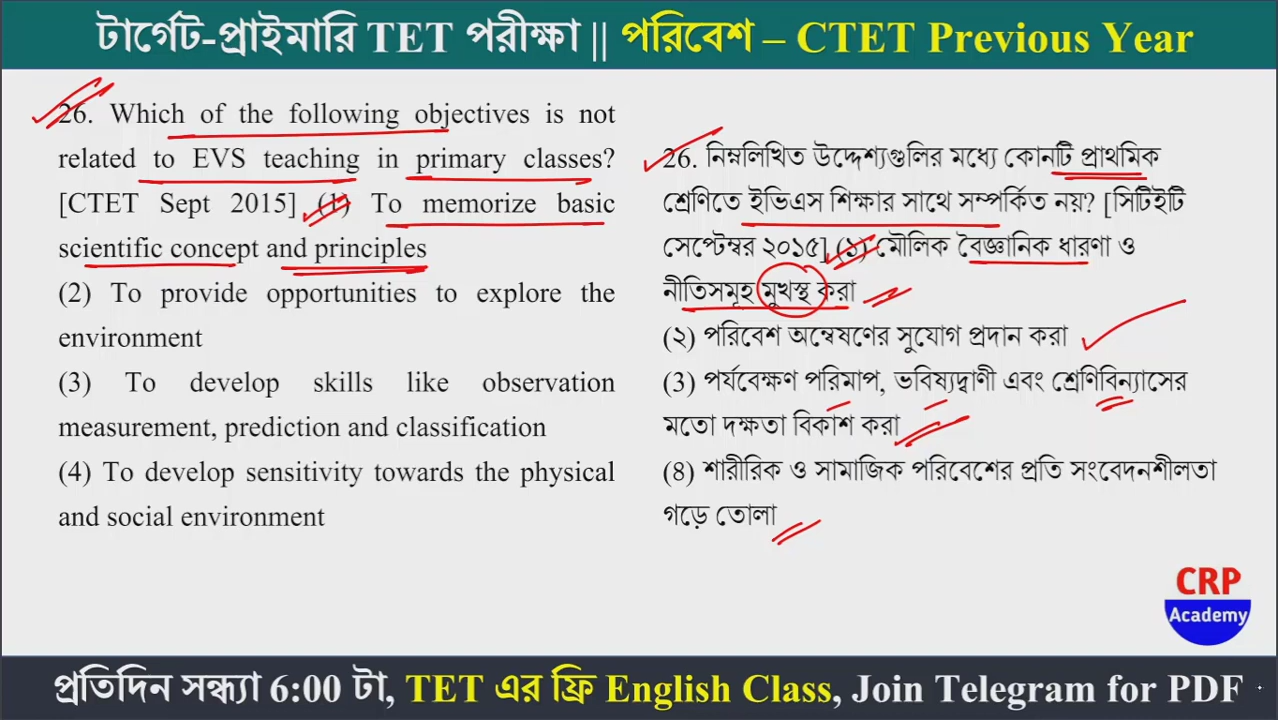 টার্গেট-প্রাইমারি TET পরীক্ষা || পরিবেশ – CTET Previous Year
26. Which of the following objectives is not
related to EVS teaching in primary classes?
[CTET Sept 2015] (1) To memorize basic
scientific concept and principles
(2) To provide opportunities to explore the
environment
(3) To develop skills like observation
measurement, prediction and classification
(4) To develop sensitivity towards the physical
and social environment
26. নিম্নলিখিত উদ্দেশ্যগুলির মধ্যে কোনটি প্রাথমিক
শ্রেণিতে ইভিএস শিক্ষার সাথে সম্পর্কিত নয়? [সিটিইটি
সেপ্টেম্বর ২০১৫] (১) মৌলিক বৈজ্ঞানিক ধারণা ও
নীতিসমূহ মুখস্থ করা
(২) পরিবেশ অন্বেষণের সুযোগ প্রদান করা
(3) পর্যবেক্ষণ পরিমাপ, ভবিষ্যদ্বাণী এবং শ্রেণিবিন্যাসের
মতো দক্ষতা বিকাশ করা
(8) শারীরিক ও সামাজিক পরিবেশের প্রতি সংবেদনশীলতা
গড়ে তোলা
CRP
Academy
প্রতিদিন সন্ধ্যা 6:00 টা, TET এর ফ্রি English Class, Join Telegram for PDF